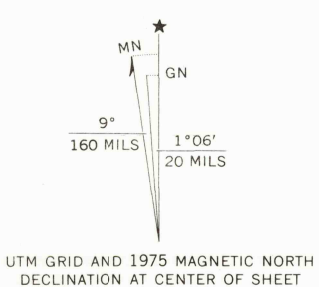 ★
MN
GN
9°
160 MILS
1°06′
20 MILS
UTM GRID AND 1975 MAGNETIC NORTH
DECLINATION AT CENTER OF SHEET